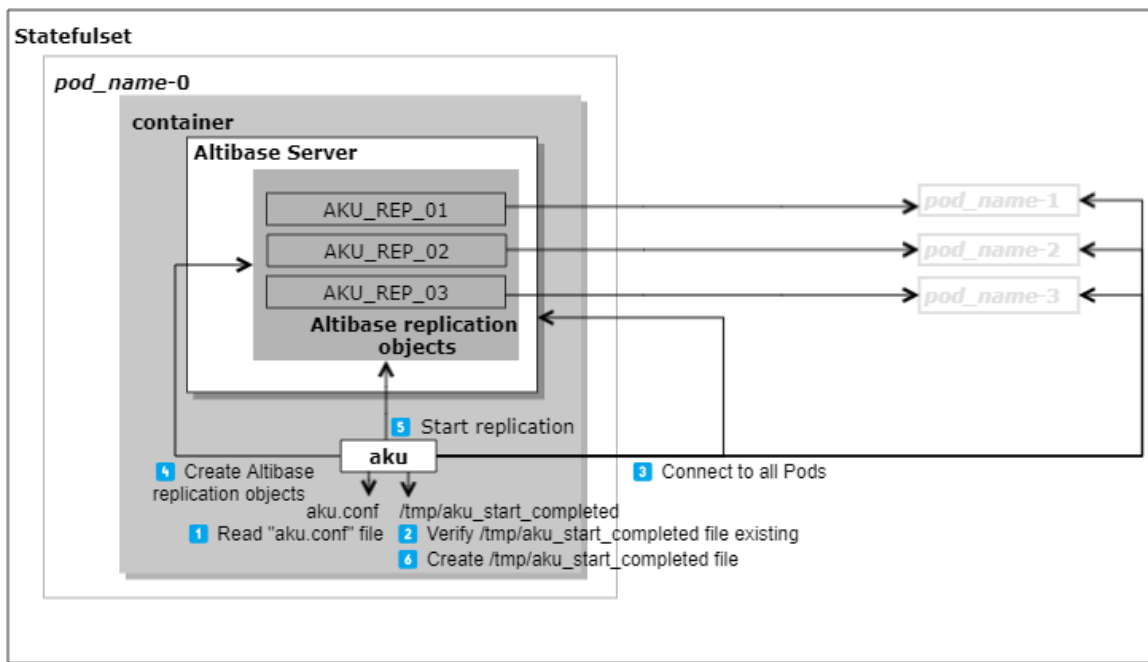 Statefulset
pod_name-0
container
Altibase Server
AKU_REP_01
pod_name-1
AKU_REP_02
pod_name-2
AKU_REP_03
pod_name-3
Altibase replication
objects
5 Start replication
aku
4 Create Altibase
replication objects
3 Connect to all Pods
aku.conf
/tmp/aku_start_completed
1 Read "aku.conf" file
2 Verify /tmp/aku_start_completed file existing
6 Create /tmp/aku_start_completed file